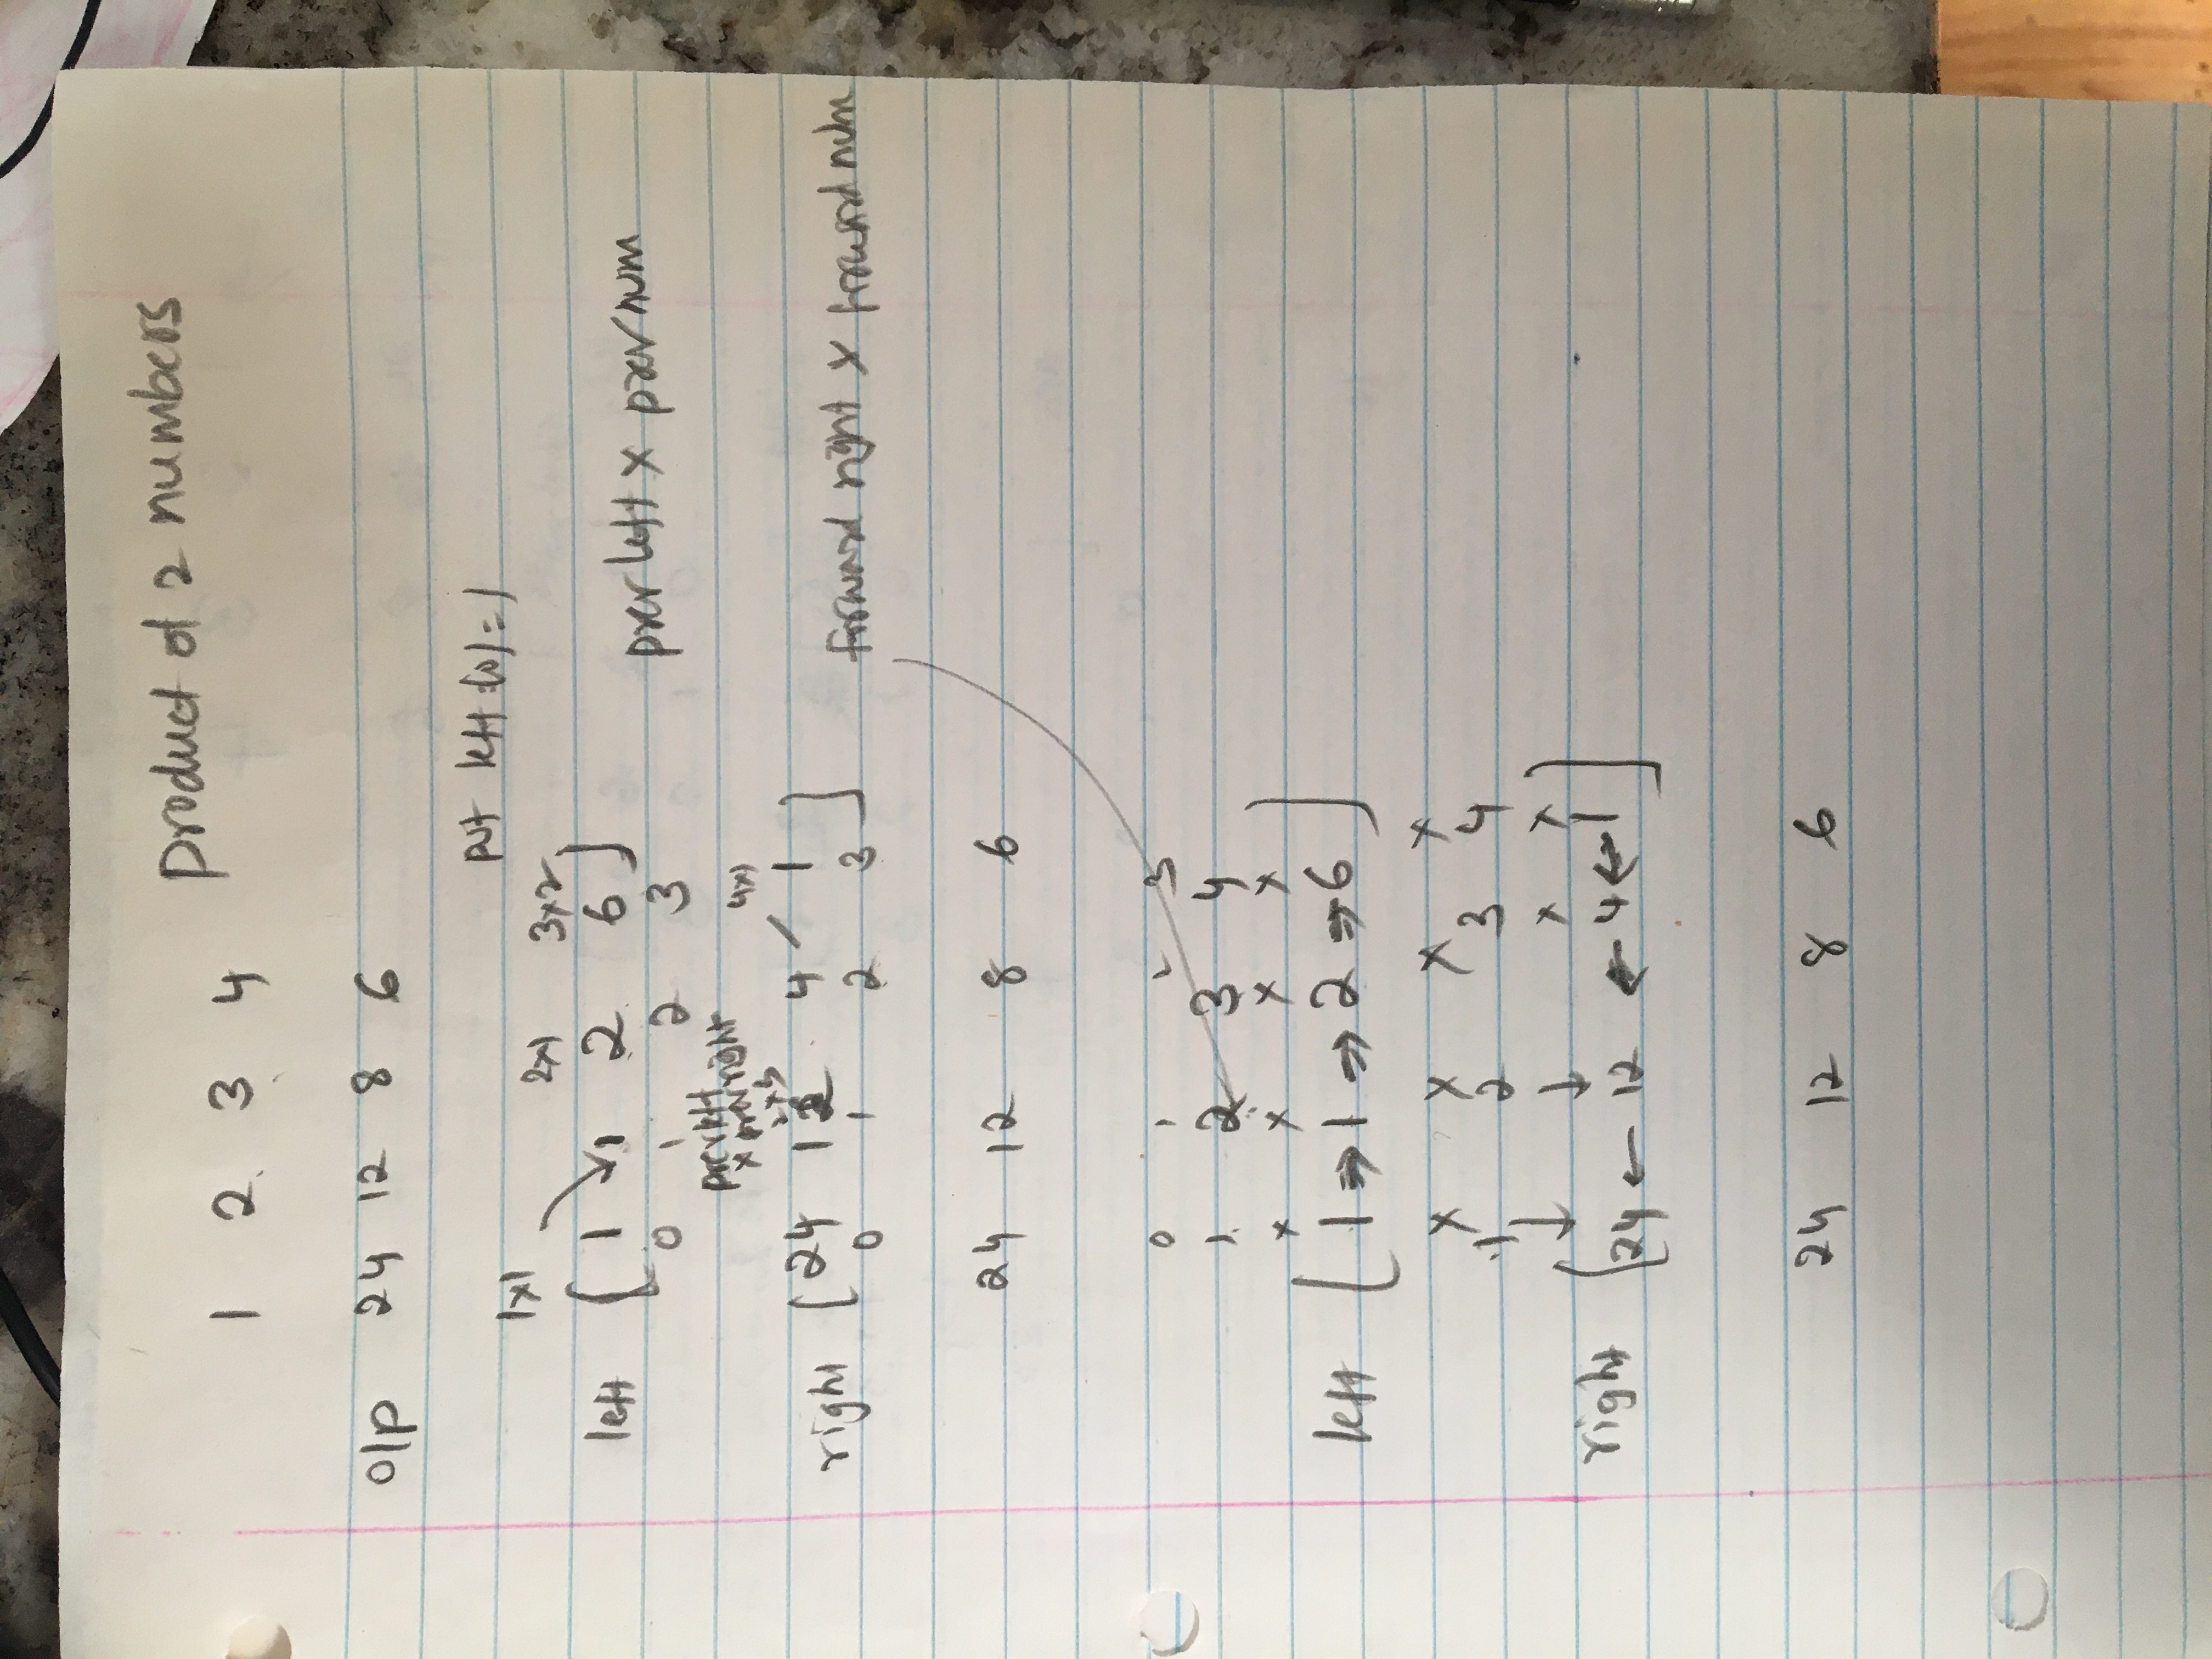 product of 2 numbers
1 2 3 4
o/p 24 12 8 6
put left (0) = 1
1x1 2x1 3x2
left [ 1 1 2 6 ]
0 1 2 3
prev left x prev num
prev left
x prev right
4x1
2x3
right [ 24 12 4 1 ]
0 1 2 3
forward right x forward num
24 12 8 6
0 1 2 3
1 2 3 4
x x x x
left [ 1 ⇒ 1 ⇒ 2 ⇒ 6 ]
x x x x
1 2 3 4
↓ ↓ x x
right [ 24 ← 12 ← 4 ← 1 ]
24 12 8 6